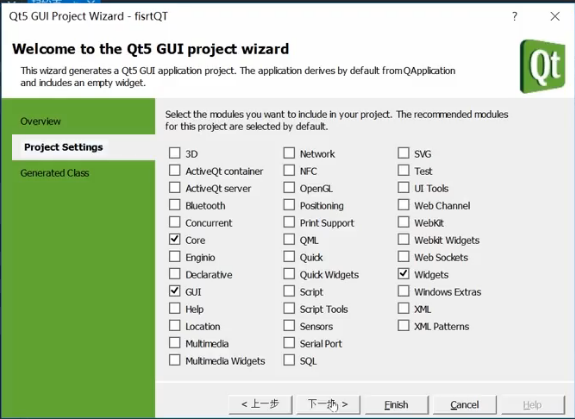 Qt5 GUI Project Wizard - fisrtQT
Welcome to the Qt5 GUI project wizard
This wizard generates a Qt5 GUI application project. The application derives by default from QApplication
and includes an empty widget.
Qt
Overview
Project Settings
Generated Class
Select the modules you want to include in your project. The recommended modules
for this project are selected by default.
3D
ActiveQt container
ActiveQt server
Bluetooth
Concurrent
Core
Enginio
Declarative
GUI
Help
Location
Multimedia
Multimedia Widgets
Network
NFC
OpenGL
Positioning
Print Support
QML
Quick
Quick Widgets
Script
Script Tools
Sensors
Serial Port
SQL
SVG
Test
UI Tools
Web Channel
WebKit
Webkit Widgets
Web Sockets
Widgets
Windows Extras
XML
XML Patterns
< 上一步
下一步 >
Finish
Cancel
Help